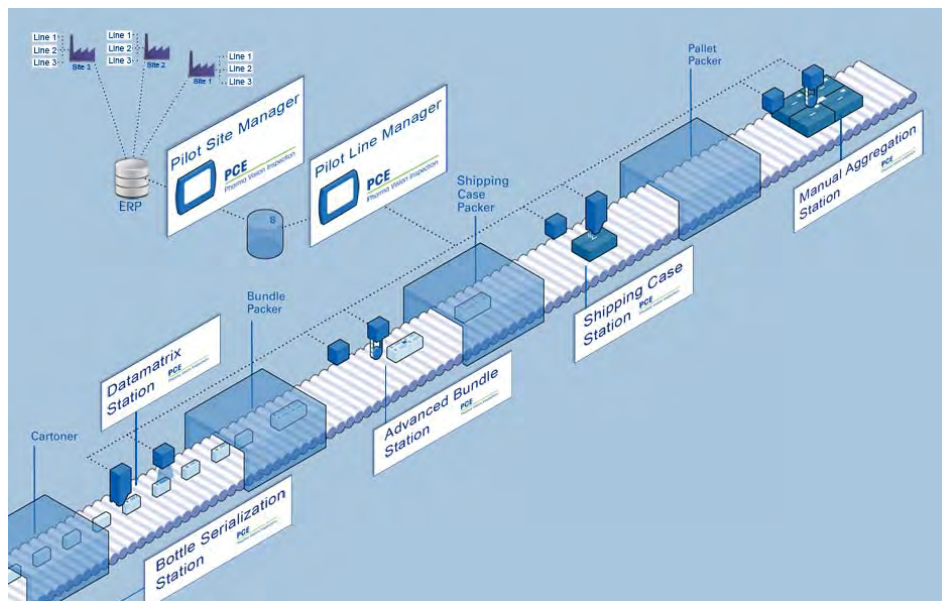 Line 1
Line 2
Line 3
Site 3
Line 1
Line 2
Line 3
Site 2
Line 1
Line 2
Line 3
Site 1
ERP
Pilot Site Manager
PCE
Pharma Vision Inspection
8
Pilot Line Manager
PCE
Pharma Vision Inspection
Pallet
Packer
Manual Aggregation
Station
PCE
Shipping
Case
Packer
Shipping Case
Station
PCE
Bundle
Packer
Advanced Bundle
Station
PCE
Datamatrix
Station
PCE
Cartoner
Bottle Serialization
Station
PCE